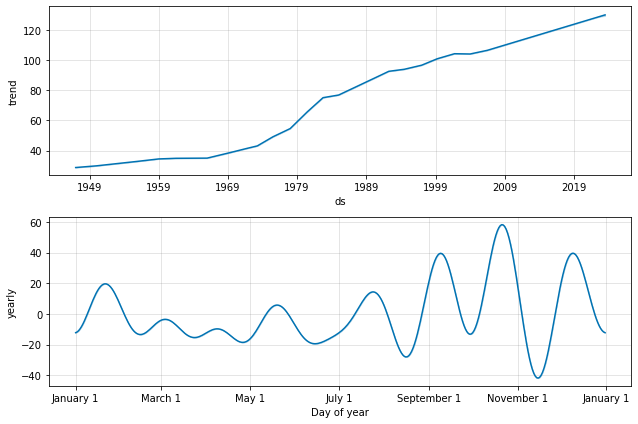 trend
100
120
80
60
40
1949
1959
1969
1979
1989
1999
2009
2019
ds
yearly
60
40
20
0
−20
−40
January 1
March 1
May 1
July 1
September 1
November 1
January 1
Day of year